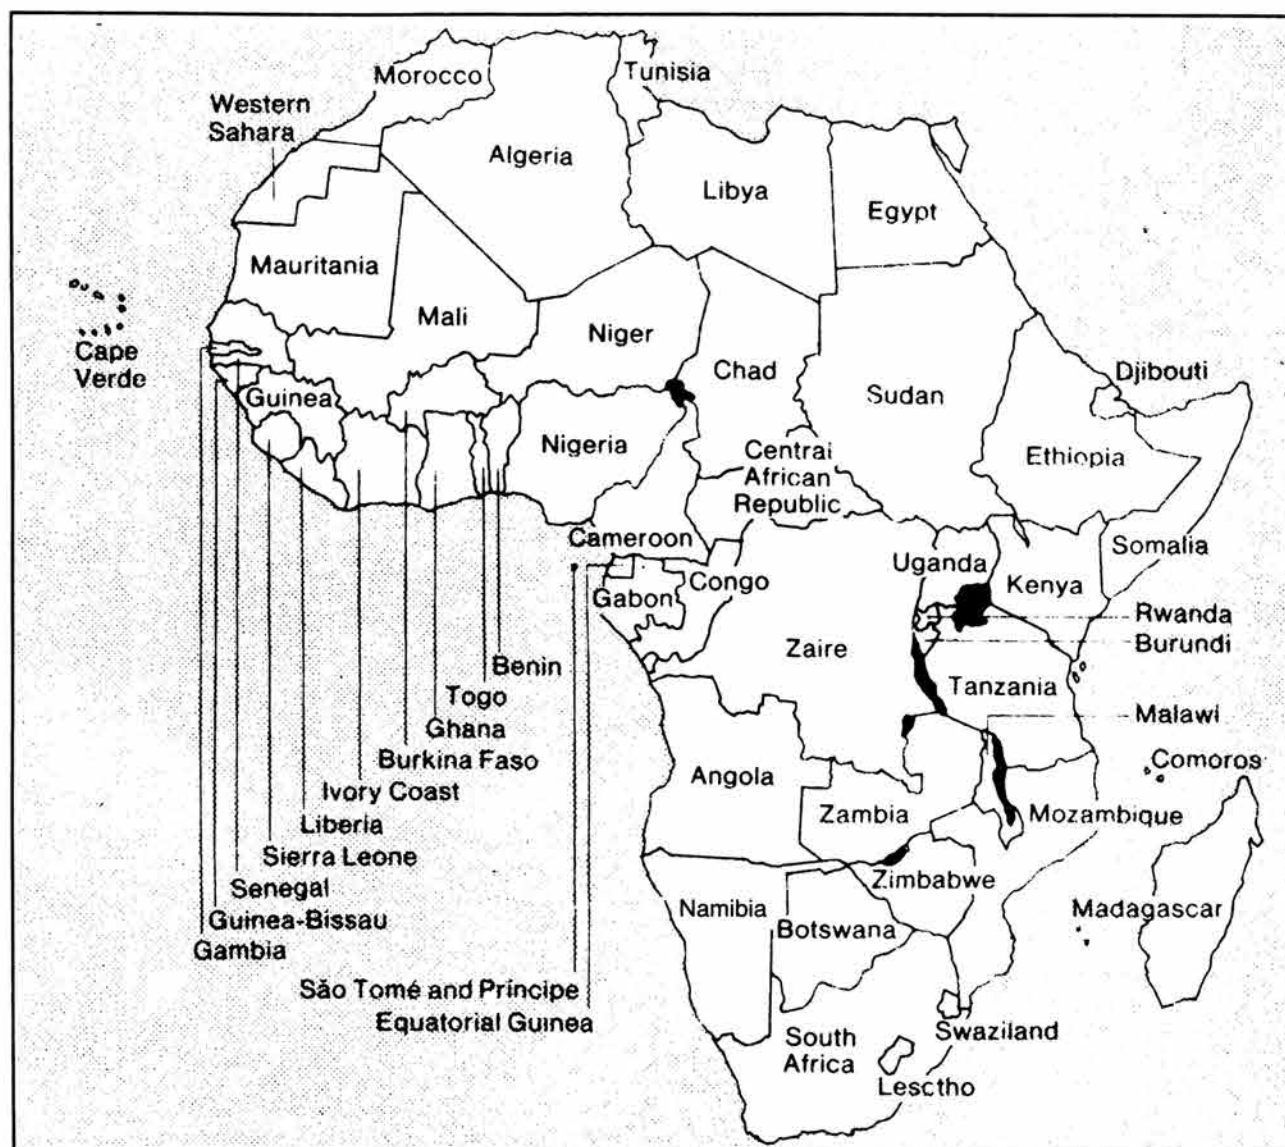 Morocco
Tunisia
Western
Sahara
Algeria
Libya
Egypt
Mauritania
Mali
Niger
Chad
Sudan
Cape
Verde
Djibouti
Guinea
Nigeria
Central
African
Republic
Ethiopia
Cameroon
Uganda
Somalia
Gabon
Congo
Kenya
Rwanda
Burundi
Zaire
Benin
Togo
Ghana
Burkina Faso
Ivory Coast
Liberia
Sierra Leone
Senegal
Guinea-Bissau
Gambia
Tanzania
Malawi
Comoros
Angola
Zambia
Mozambique
Zimbabwe
Namibia
Botswana
Madagascar
São Tomé and Príncipe
Equatorial Guinea
Swaziland
South
Africa
Lesctho